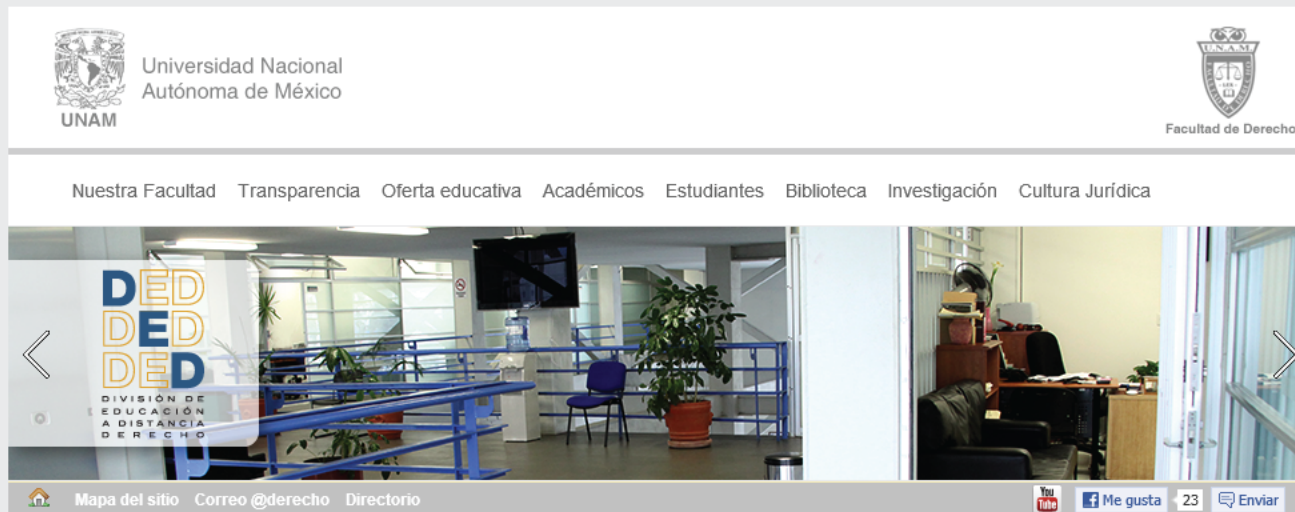 UNAM
Universidad Nacional
Autónoma de México
U.N.A.M.
Facultad de Derecho
Nuestra Facultad Transparencia Oferta educativa Académicos Estudiantes Biblioteca Investigación Cultura Jurídica
DED
DED
DED
DIVISIÓN DE
EDUCACIÓN
A DISTANCIA
DERECHO
Mapa del sitio Correo @derecho Directorio
You Tube
Me gusta 23 Enviar